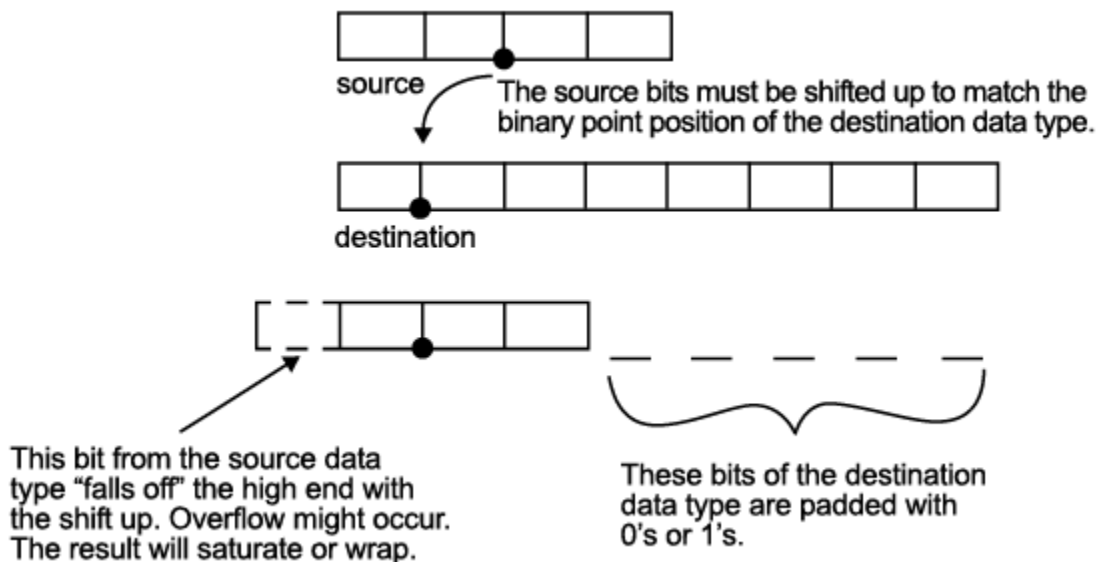 source
The source bits must be shifted up to match the
binary point position of the destination data type.
destination
This bit from the source data
type “falls off” the high end with
the shift up. Overflow might occur.
The result will saturate or wrap.
These bits of the destination
data type are padded with
0's or 1's.